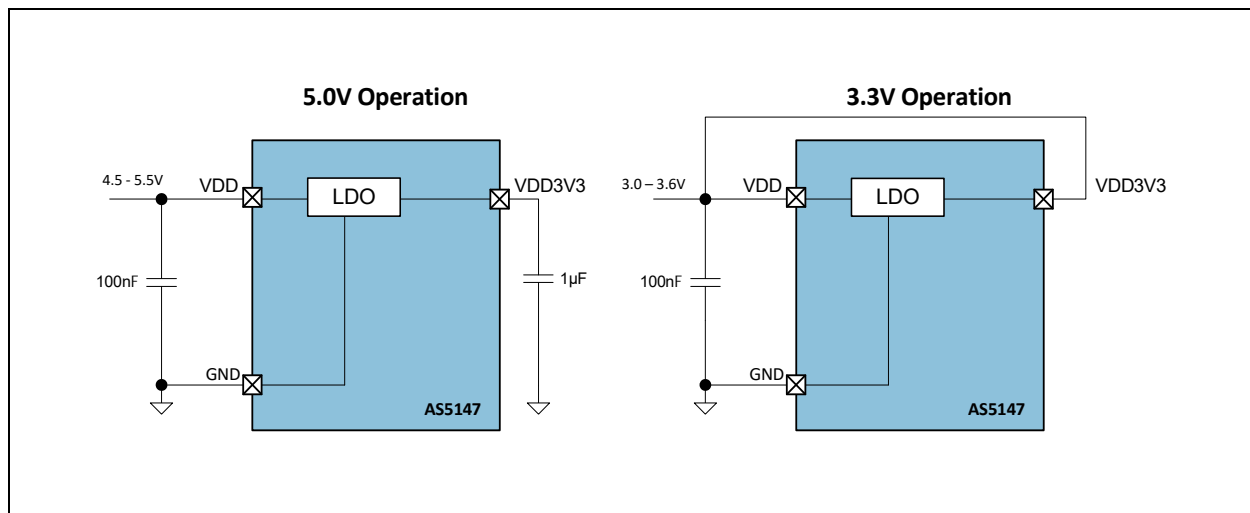 5.0V Operation
4.5 - 5.5V
VDD
LDO
VDD3V3
100nF
1µF
GND
AS5147
3.3V Operation
3.0 – 3.6V
VDD
LDO
VDD3V3
100nF
GND
AS5147